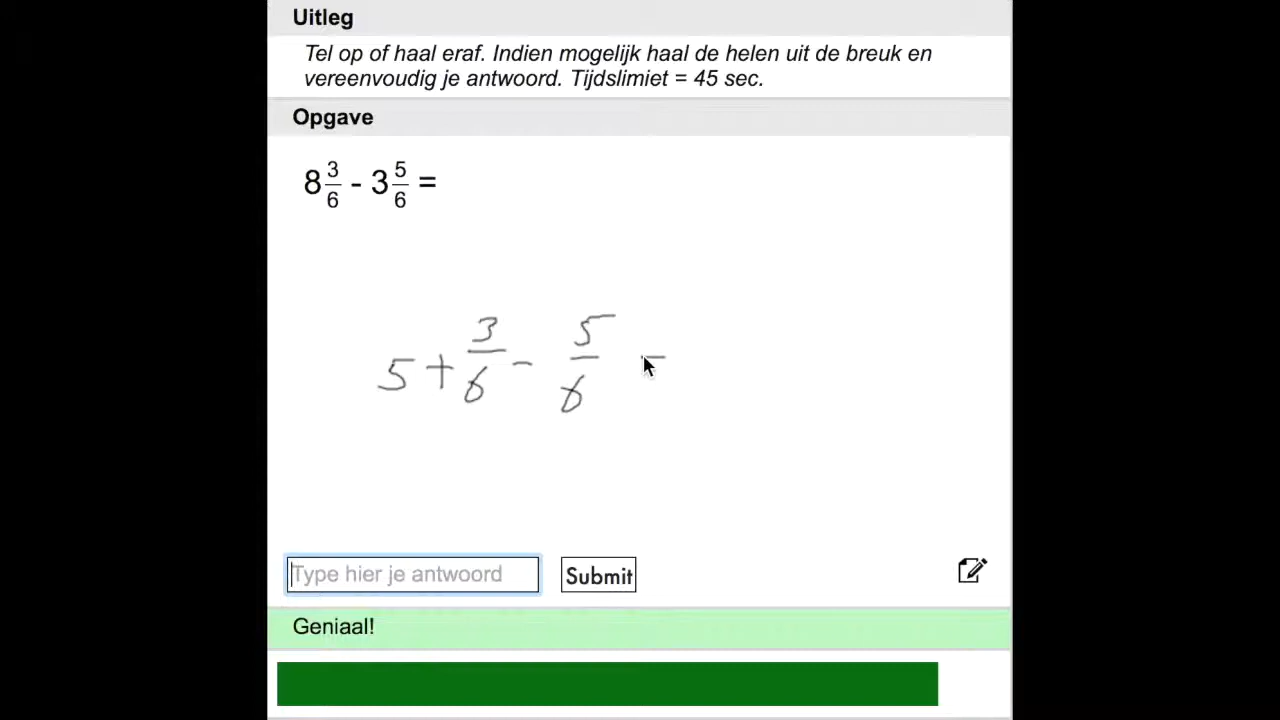 Uitleg
Tel op of haal eraf. Indien mogelijk haal de helen uit de breuk en
vereenvoudig je antwoord. Tijdslimiet = 45 sec.
Opgave
8 3/6 - 3 5/6 =
5 + 3/6 - 5/6 -
Type hier je antwoord
Submit
Geniaal!